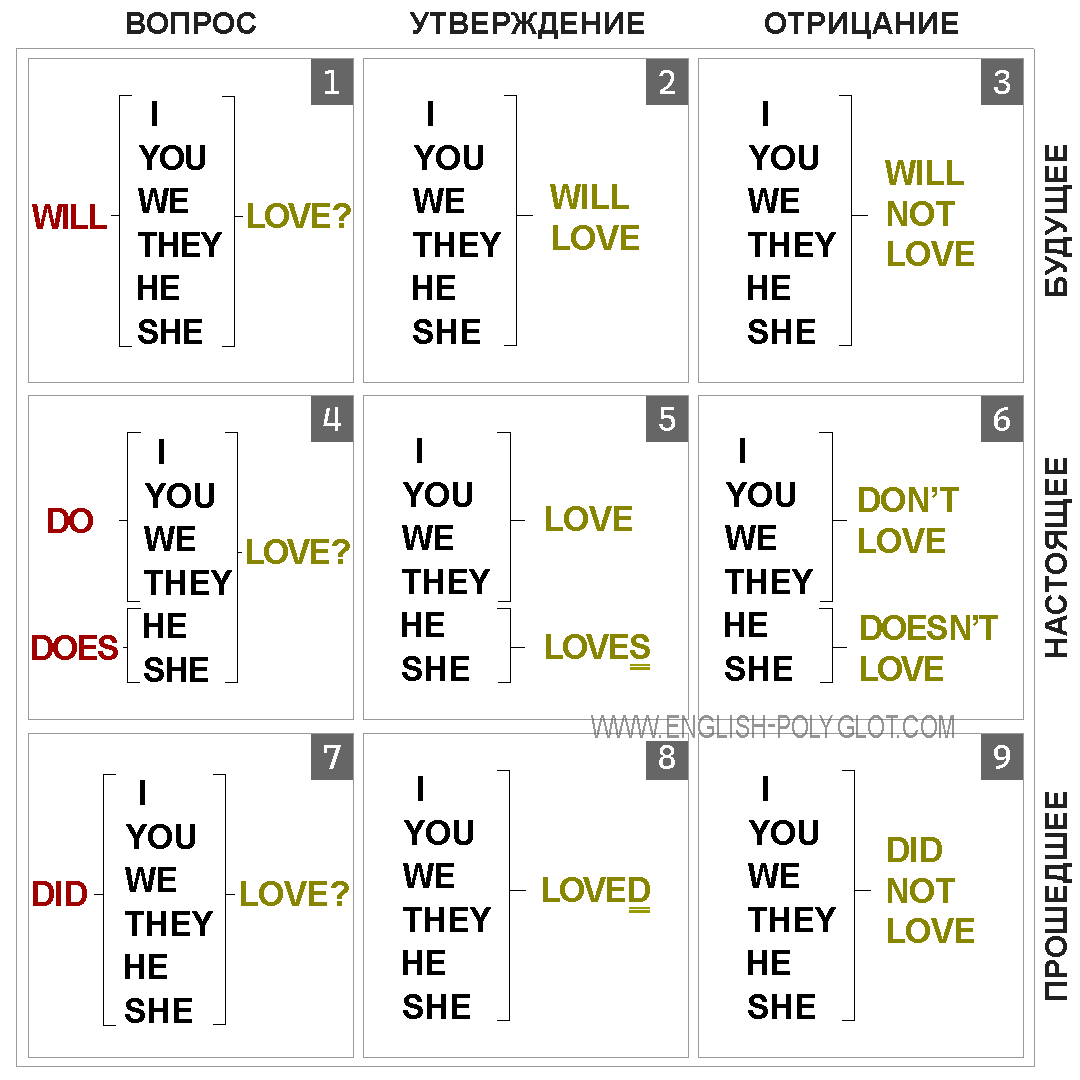 ВОПРОС
УТВЕРЖДЕНИЕ
ОТРИЦАНИЕ
1
WILL
I
YOU
WE
THEY
HE
SHE
LOVE?
2
I
YOU
WE
THEY
HE
SHE
WILL
LOVE
3
I
YOU
WE
THEY
HE
SHE
WILL
NOT
LOVE
БУДУЩЕЕ
4
DO
I
YOU
WE
THEY
DOES
HE
SHE
LOVE?
5
I
YOU
WE
THEY
LOVE
HE
SHE
LOVES
6
I
YOU
WE
THEY
DON'T
LOVE
HE
SHE
DOESN'T
LOVE
НАСТОЯЩЕЕ
WWW.ENGLISH-POLYGLOT.COM
7
DID
I
YOU
WE
THEY
HE
SHE
LOVE?
8
I
YOU
WE
THEY
HE
SHE
LOVED
9
I
YOU
WE
THEY
HE
SHE
DID
NOT
LOVE
ПРОШЕДШЕЕ